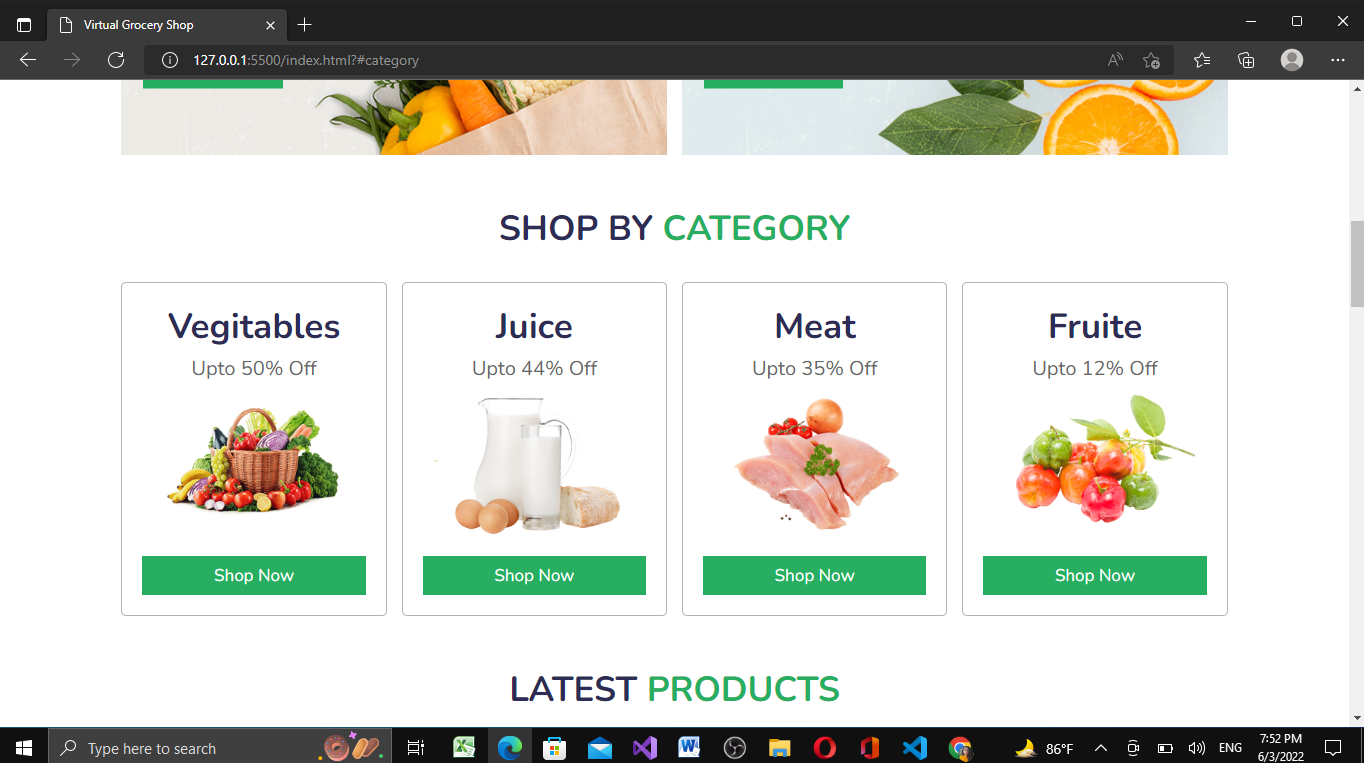 Virtual Grocery Shop
127.0.0.1:5500/index.html?#category
SHOP BY CATEGORY
Vegitables
Upto 50% Off
Shop Now
Juice
Upto 44% Off
Shop Now
Meat
Upto 35% Off
Shop Now
Fruite
Upto 12% Off
Shop Now
LATEST PRODUCTS
Type here to search
86°F
ENG
7:52 PM
6/3/2022